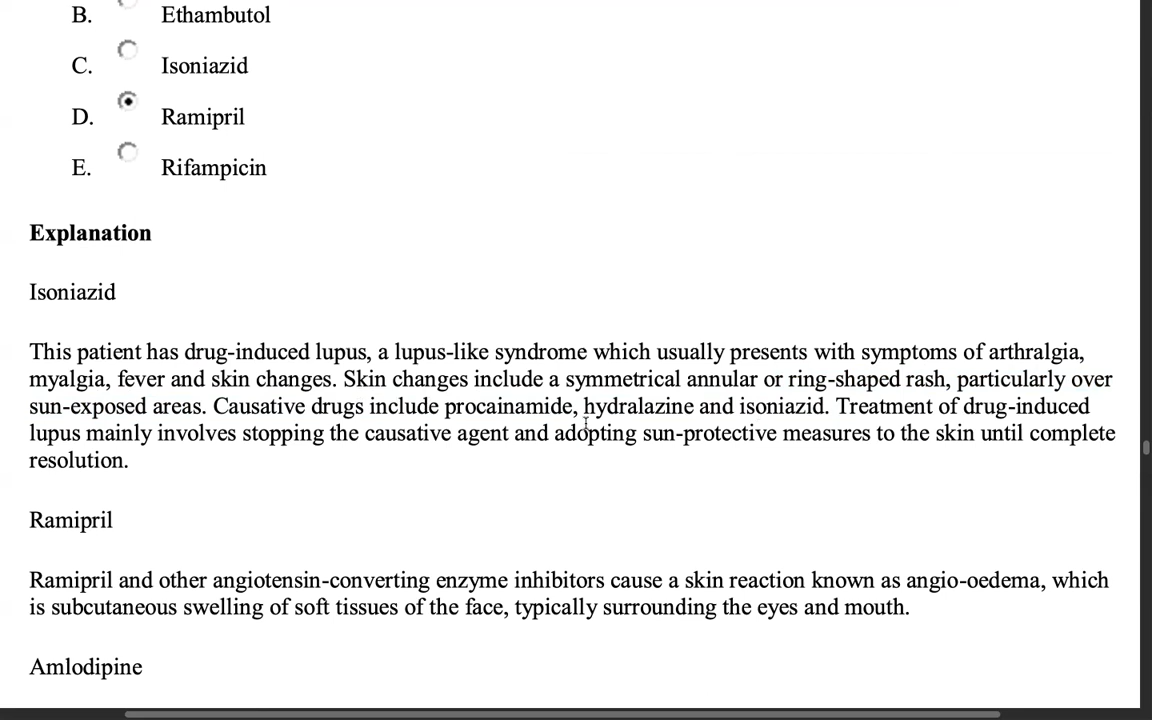 B. Ethambutol
C. Isoniazid
D. Ramipril
E. Rifampicin
Explanation
Isoniazid
This patient has drug-induced lupus, a lupus-like syndrome which usually presents with symptoms of arthralgia,
myalgia, fever and skin changes. Skin changes include a symmetrical annular or ring-shaped rash, particularly over
sun-exposed areas. Causative drugs include procainamide, hydralazine and isoniazid. Treatment of drug-induced
lupus mainly involves stopping the causative agent and adopting sun-protective measures to the skin until complete
resolution.
Ramipril
Ramipril and other angiotensin-converting enzyme inhibitors cause a skin reaction known as angio-oedema, which
is subcutaneous swelling of soft tissues of the face, typically surrounding the eyes and mouth.
Amlodipine